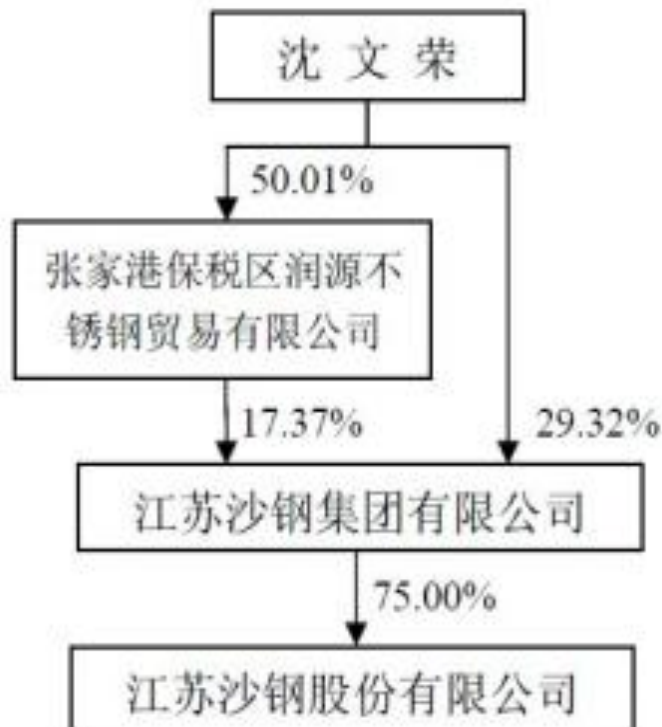 沈 文 荣
50.01%
张家港保税区润源不
锈钢贸易有限公司
17.37%
29.32%
江苏沙钢集团有限公司
75.00%
江苏沙钢股份有限公司